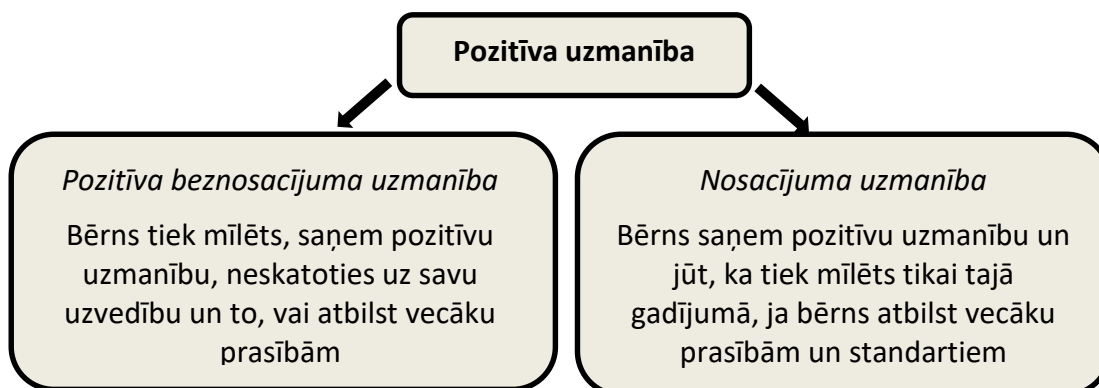 Pozitīva uzmanība
Pozitīva beznosacījuma uzmanība
Bērns tiek mīlēts, saņem pozitīvu
uzmanību, neskatoties uz savu
uzvedību un to, vai atbilst vecāku
prasībām
Nosacījuma uzmanība
Bērns saņem pozitīvu uzmanību un
jūt, ka tiek mīlēts tikai tajā
gadījumā, ja bērns atbilst vecāku
prasībām un standartiem